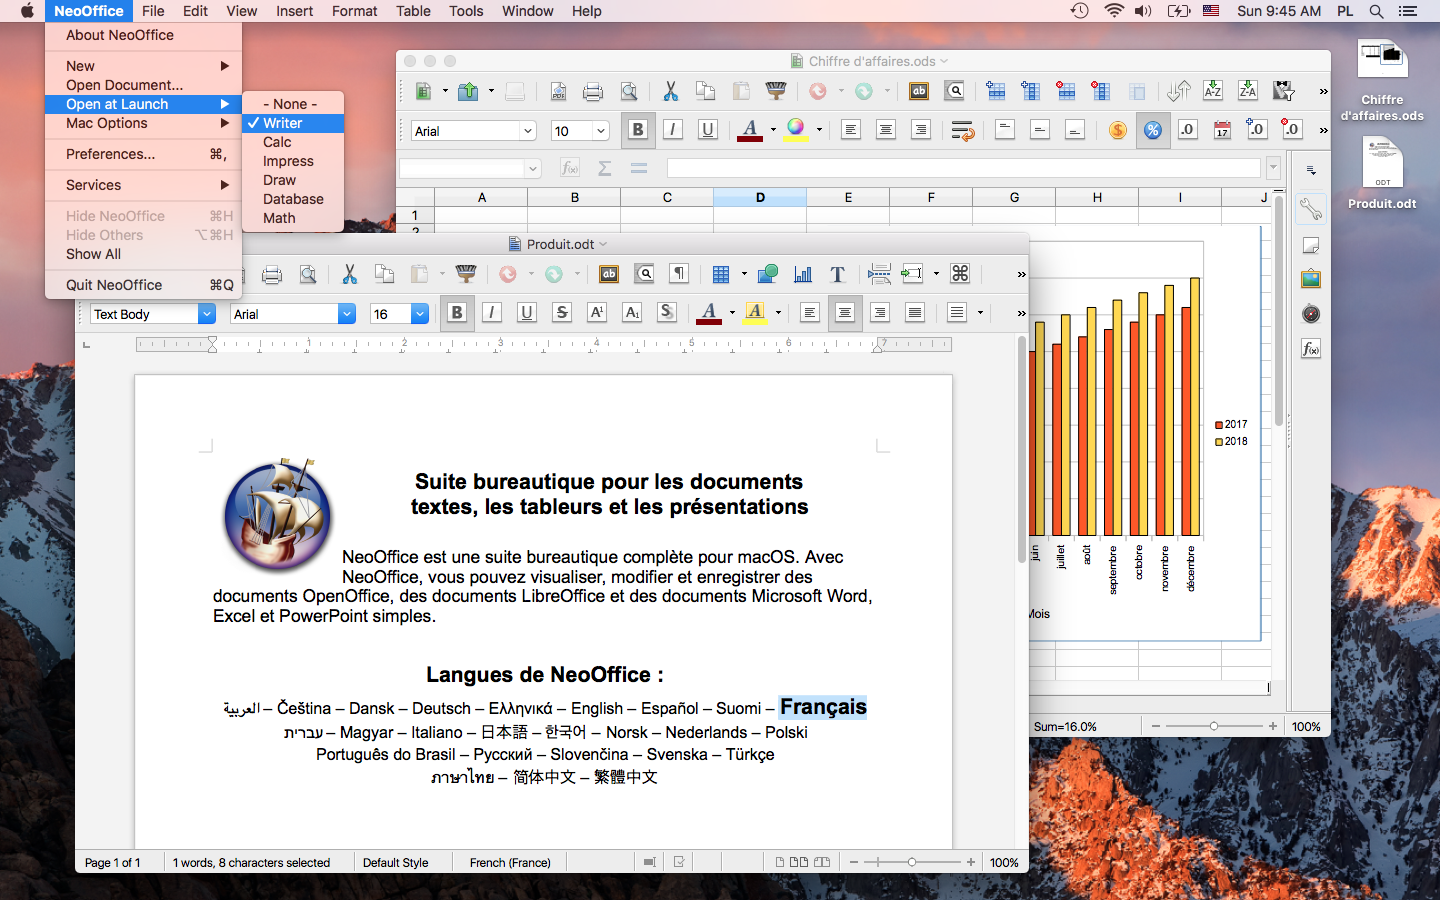 NeoOffice File Edit View Insert Format Table Tools Window Help Sun 9:45 AM PL
About NeoOffice
New
Open Document...
Open at Launch
Mac Options
Preferences... ⌘,
Services
Hide NeoOffice ⌘H
Hide Others ⌥⌘H
Show All
Quit NeoOffice ⌘Q
- None -
✓ Writer
Calc
Impress
Draw
Database
Math
Chiffre d'affaires.ods
Arial 10 B I U A
A B C D E F G H I J
1
2
2017
2018
juin juillet août septembre octobre novembre décembre
Mois
Sum=16.0% 100%
Chiffre
d'affaires.ods
ODT
Produit.odt
Produit.odt
Text Body Arial 16 B I U S A A S A A
1 2 3 4 5 6 7
Suite bureautique pour les documents
textes, les tableurs et les présentations
NeoOffice est une suite bureautique complète pour macOS. Avec
NeoOffice, vous pouvez visualiser, modifier et enregistrer des
documents OpenOffice, des documents LibreOffice et des documents Microsoft Word,
Excel et PowerPoint simples.
Langues de NeoOffice :
العربية – Čeština – Dansk – Deutsch – Ελληνικά – English – Español – Suomi – Français
עברית – Magyar – Italiano – 日本語 – 한국어 – Norsk – Nederlands – Polski
Português do Brasil – Русский – Slovenčina – Svenska – Türkçe
ภาษาไทย – 简体中文 – 繁體中文
Page 1 of 1 1 words, 8 characters selected Default Style French (France) 100%